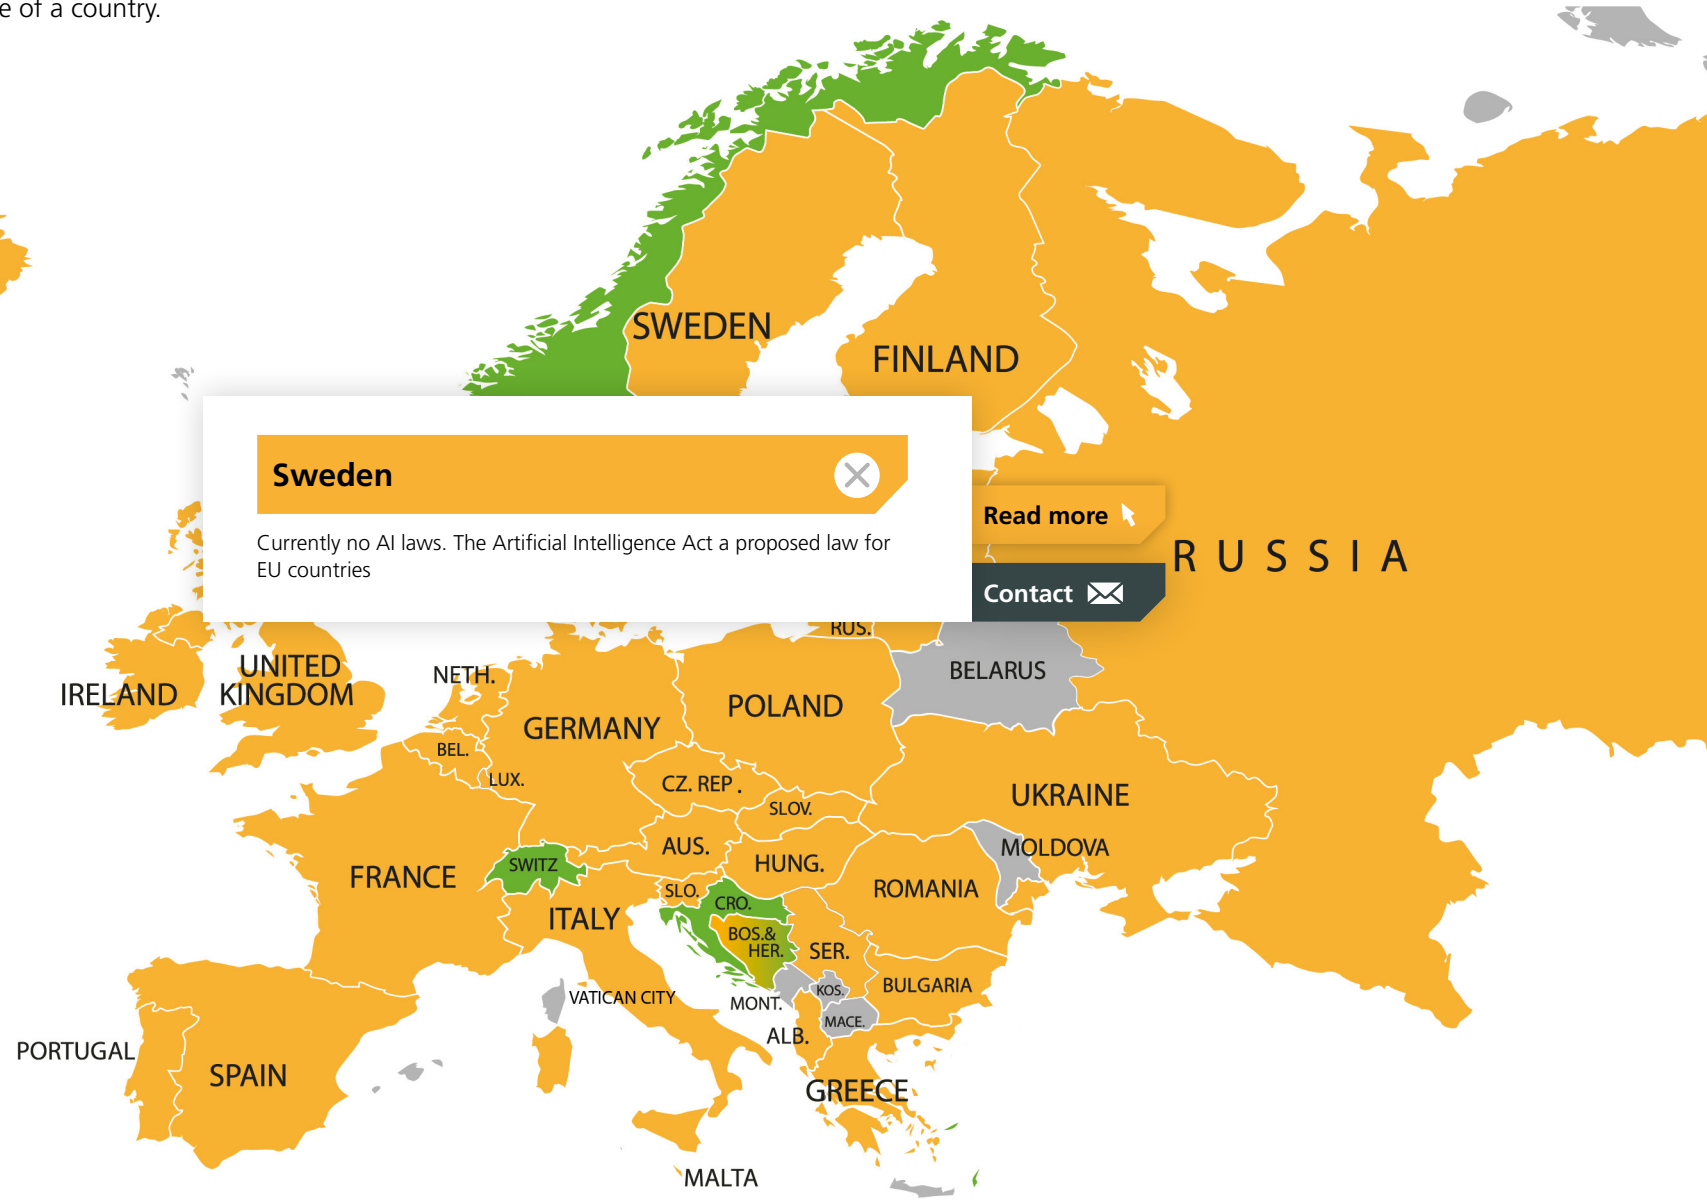 e of a country.
SWEDEN
FINLAND
Sweden
Currently no AI laws. The Artificial Intelligence Act a proposed law for
EU countries
Read more
Contact
RUSSIA
RUS.
BELARUS
UNITED
KINGDOM
IRELAND
NETH.
GERMANY
POLAND
BEL.
LUX.
CZ. REP .
SLOV.
UKRAINE
AUS.
HUNG.
MOLDOVA
FRANCE
SWITZ
ROMANIA
SLO.
CRO.
ITALY
BOS.&
HER.
SER.
BULGARIA
KOS.
VATICAN CITY
MONT.
MACE.
ALB.
PORTUGAL
SPAIN
GREECE
MALTA